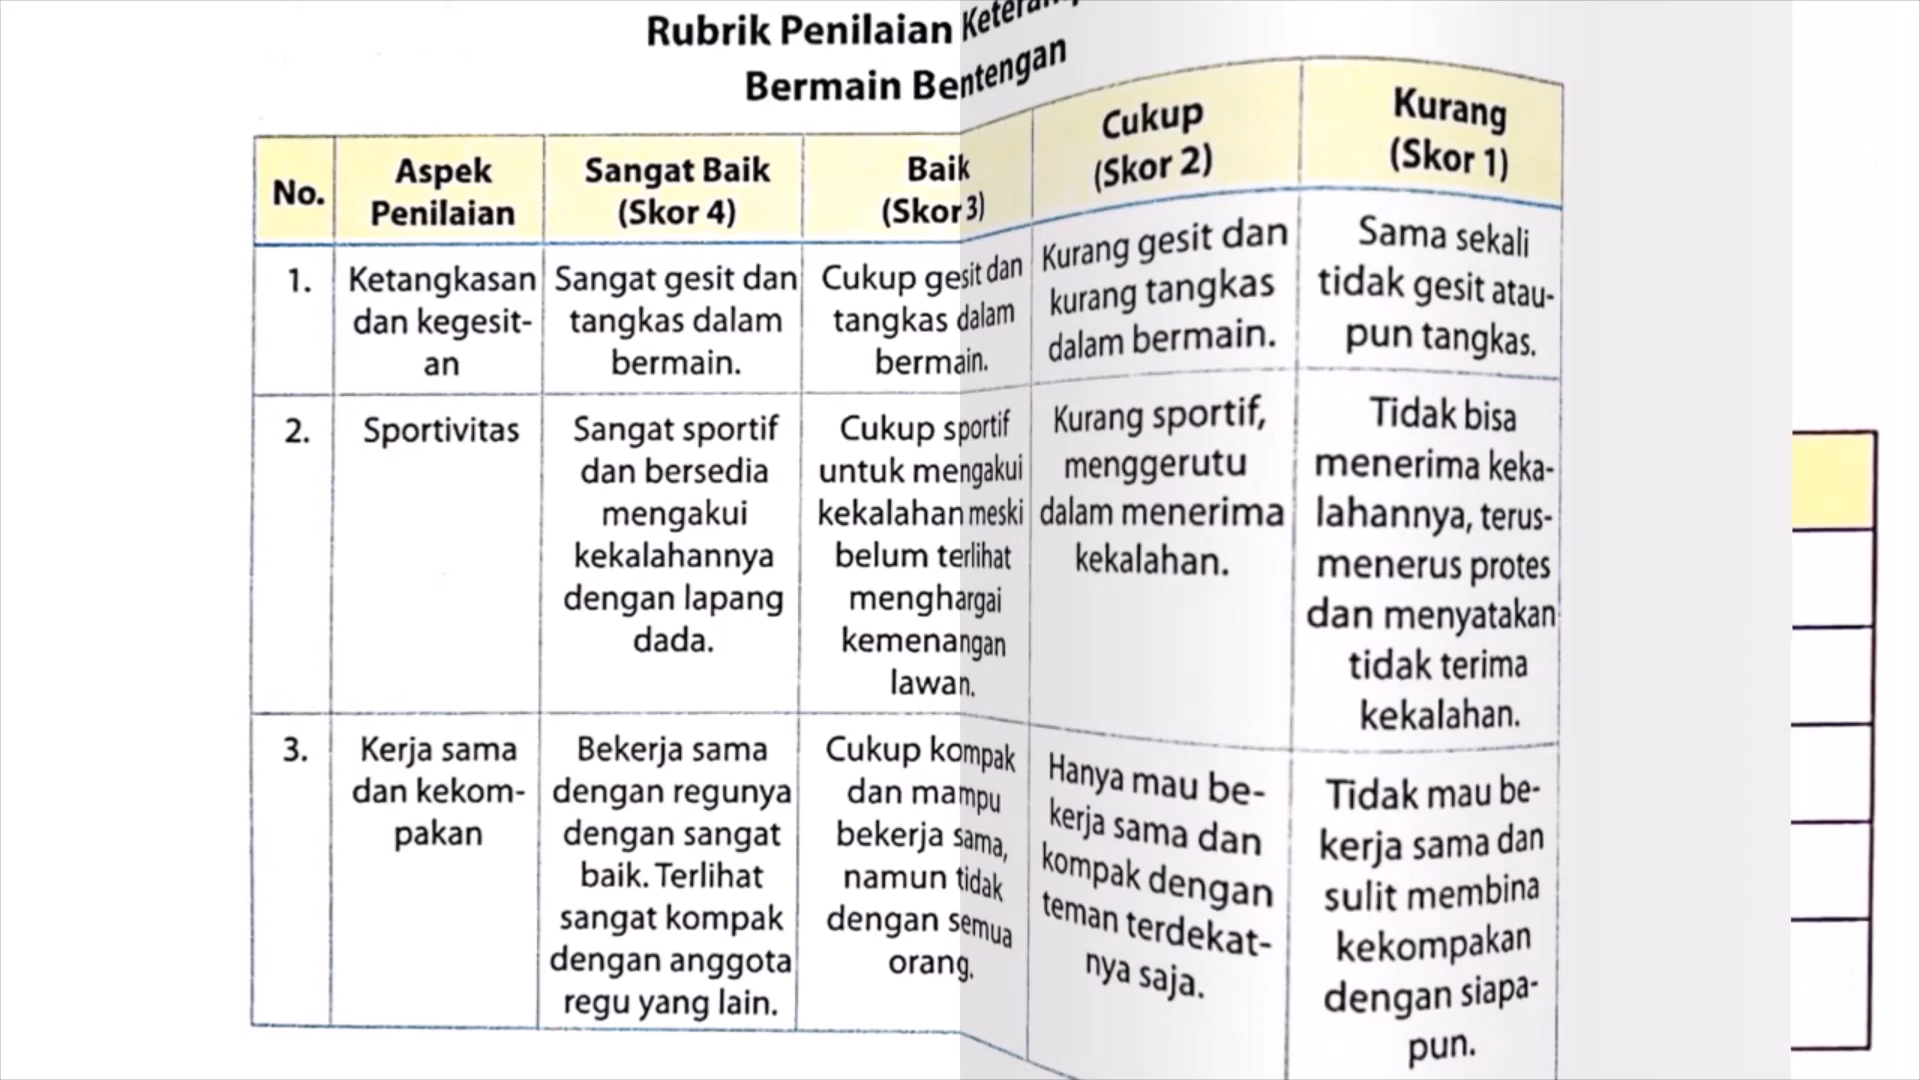 Rubrik Penilaian
Bermain Bentengan
No.
Aspek
Penilaian
Sangat Baik
(Skor 4)
Baik
(Skor 3)
Cukup
(Skor 2)
Kurang
(Skor 1)
1.
Ketangkasan
dan kegesit-
an
Sangat gesit dan
tangkas dalam
bermain.
Cukup gesit dan
tangkas dalam
bermain.
Kurang gesit dan
kurang tangkas
dalam bermain.
Sama sekali
tidak gesit atau-
pun tangkas.
2.
Sportivitas
Sangat sportif
dan bersedia
mengakui
kekalahannya
dengan lapang
dada.
Cukup sportif
untuk mengakui
kekalahan meski
belum terlihat
menghargai
kemenangan
lawan.
Kurang sportif,
menggerutu
dalam menerima
kekalahan.
Tidak bisa
menerima keka-
lahannya, terus-
menerus protes
dan menyatakan
tidak terima
kekalahan.
3.
Kerja sama
dan kekom-
pakan
Bekerja sama
dengan regunya
dengan sangat
baik. Terlihat
sangat kompak
dengan anggota
regu yang lain.
Cukup kompak
dan mampu
bekerja sama,
namun tidak
dengan semua
orang.
Hanya mau be-
kerja sama dan
kompak dengan
teman terdekat-
nya saja.
Tidak mau be-
kerja sama dan
sulit membina
kekompakan
dengan siapa-
pun.